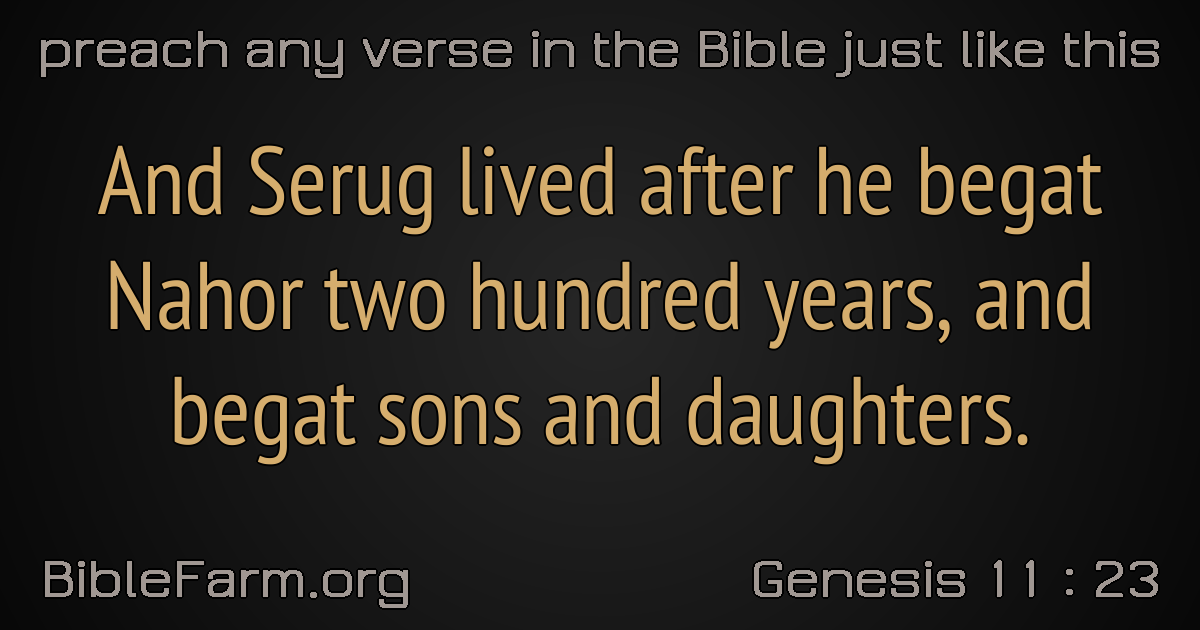 preach any verse in the Bible just like this
And Serug lived after he begat
Nahor two hundred years, and
begat sons and daughters.
BibleFarm.org
Genesis 11 : 23